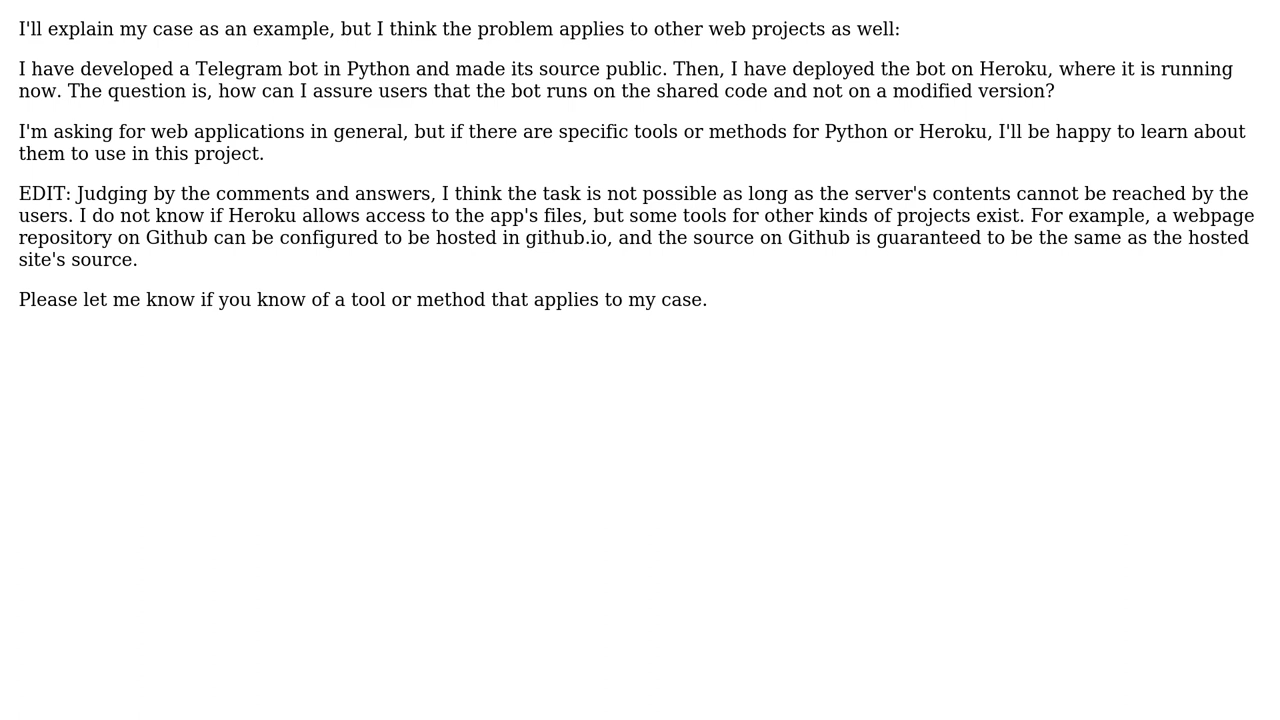 I'll explain my case as an example, but I think the problem applies to other web projects as well:
I have developed a Telegram bot in Python and made its source public. Then, I have deployed the bot on Heroku, where it is running
now. The question is, how can I assure users that the bot runs on the shared code and not on a modified version?
I'm asking for web applications in general, but if there are specific tools or methods for Python or Heroku, I'll be happy to learn about
them to use in this project.
EDIT: Judging by the comments and answers, I think the task is not possible as long as the server's contents cannot be reached by the
users. I do not know if Heroku allows access to the app's files, but some tools for other kinds of projects exist. For example, a webpage
repository on Github can be configured to be hosted in github.io, and the source on Github is guaranteed to be the same as the hosted
site's source.
Please let me know if you know of a tool or method that applies to my case.